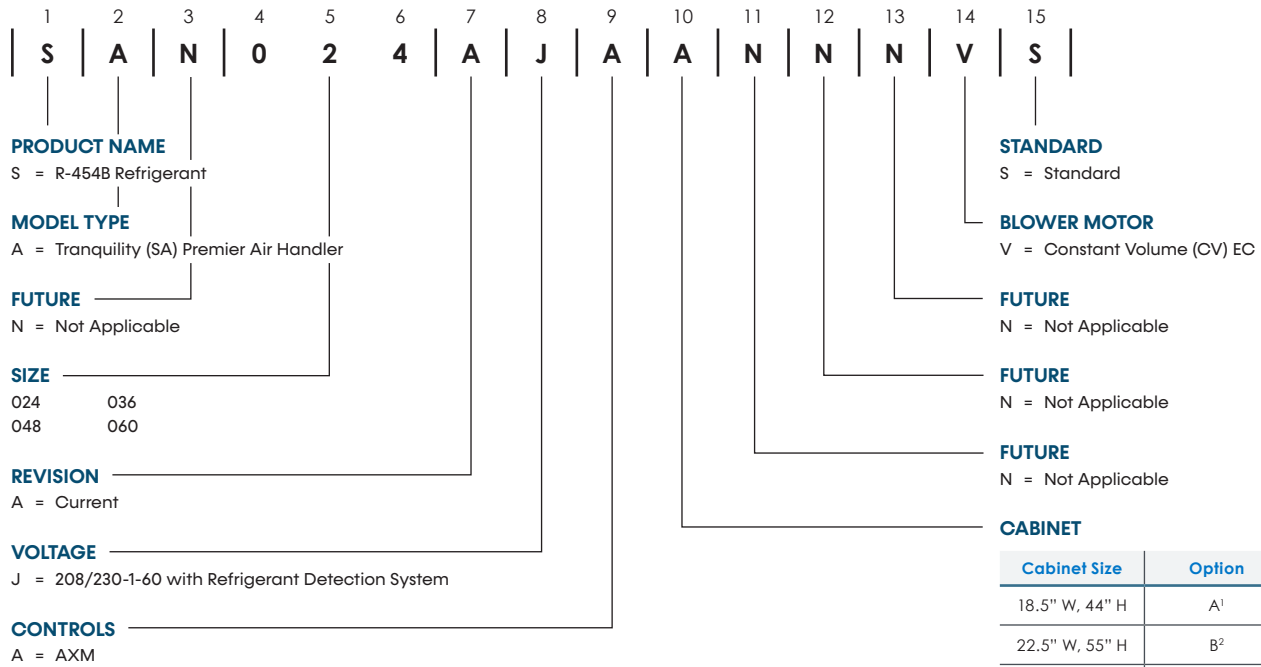 1 2 3 4 5 6 7 8 9 10 11 12 13 14 15
S A N 0 2 4 A J A A N N N V S
PRODUCT NAME
S = R-454B Refrigerant
MODEL TYPE
A = Tranquility (SA) Premier Air Handler
FUTURE
N = Not Applicable
SIZE
024 036
048 060
REVISION
A = Current
VOLTAGE
J = 208/230-1-60 with Refrigerant Detection System
CONTROLS
A = AXM
STANDARD
S = Standard
BLOWER MOTOR
V = Constant Volume (CV) EC
FUTURE
N = Not Applicable
FUTURE
N = Not Applicable
FUTURE
N = Not Applicable
CABINET
Cabinet Size Option
18.5” W, 44” H A¹
22.5” W, 55” H B²